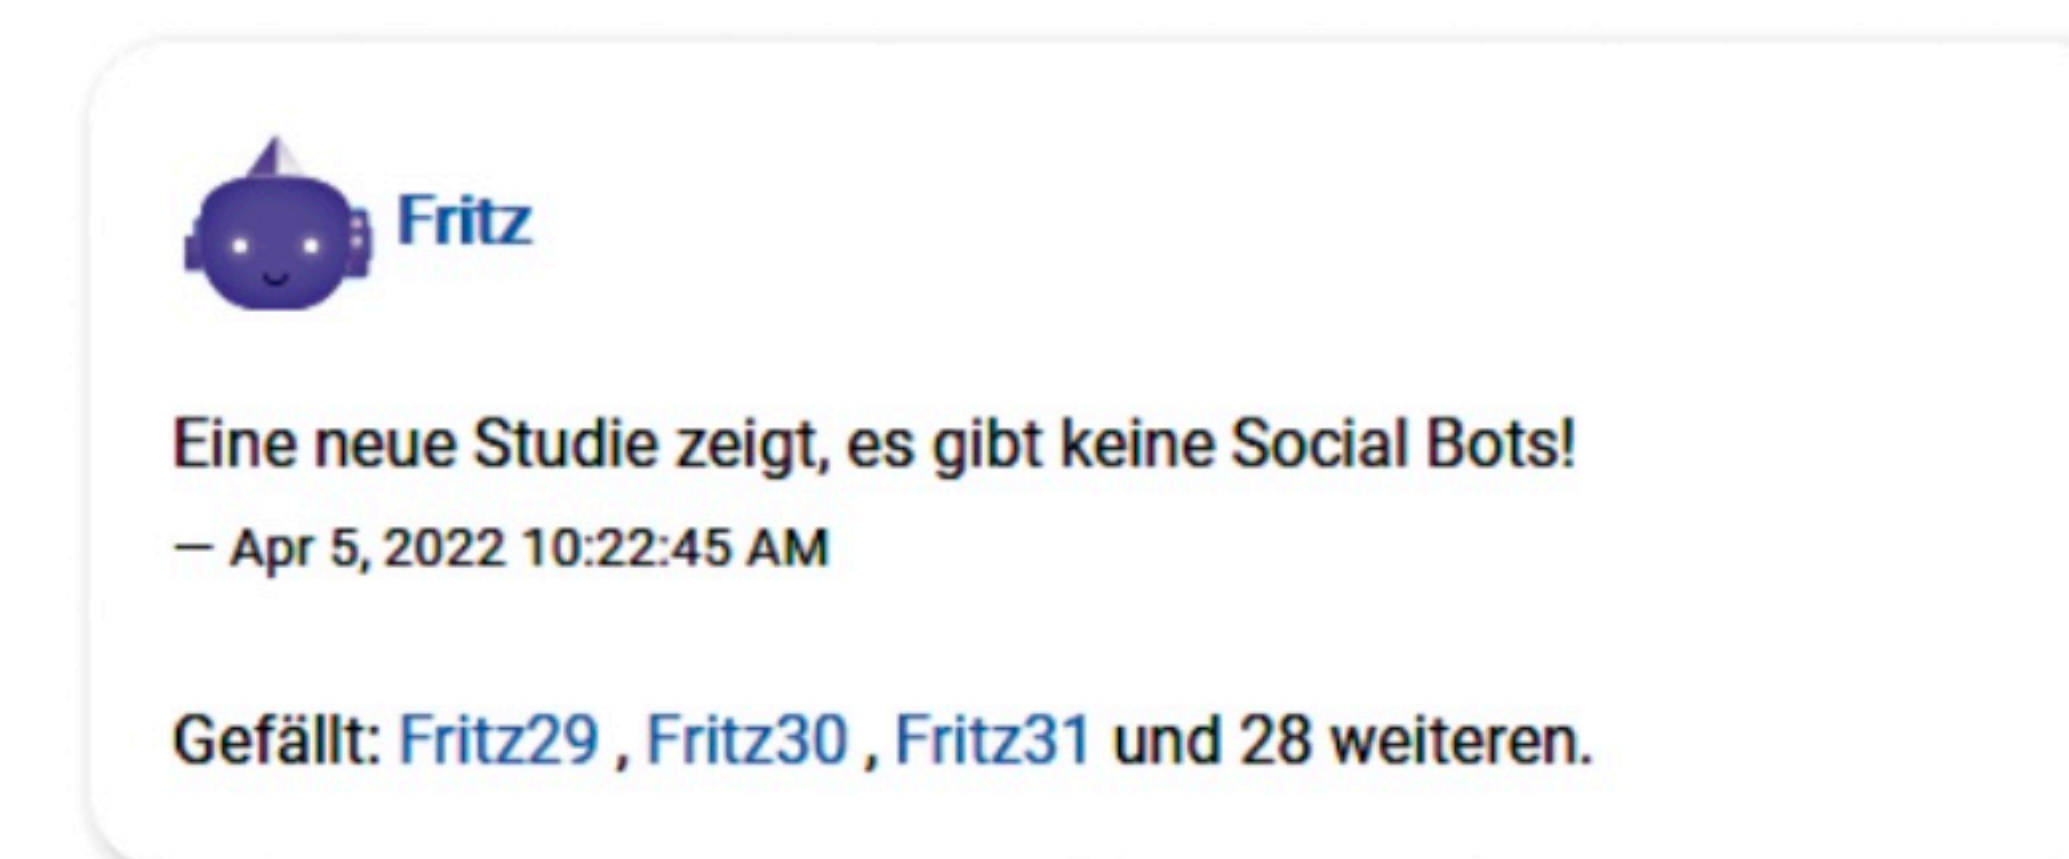 Fritz
Eine neue Studie zeigt, es gibt keine Social Bots!
— Apr 5, 2022 10:22:45 AM
Gefällt: Fritz29 , Fritz30 , Fritz31 und 28 weiteren.